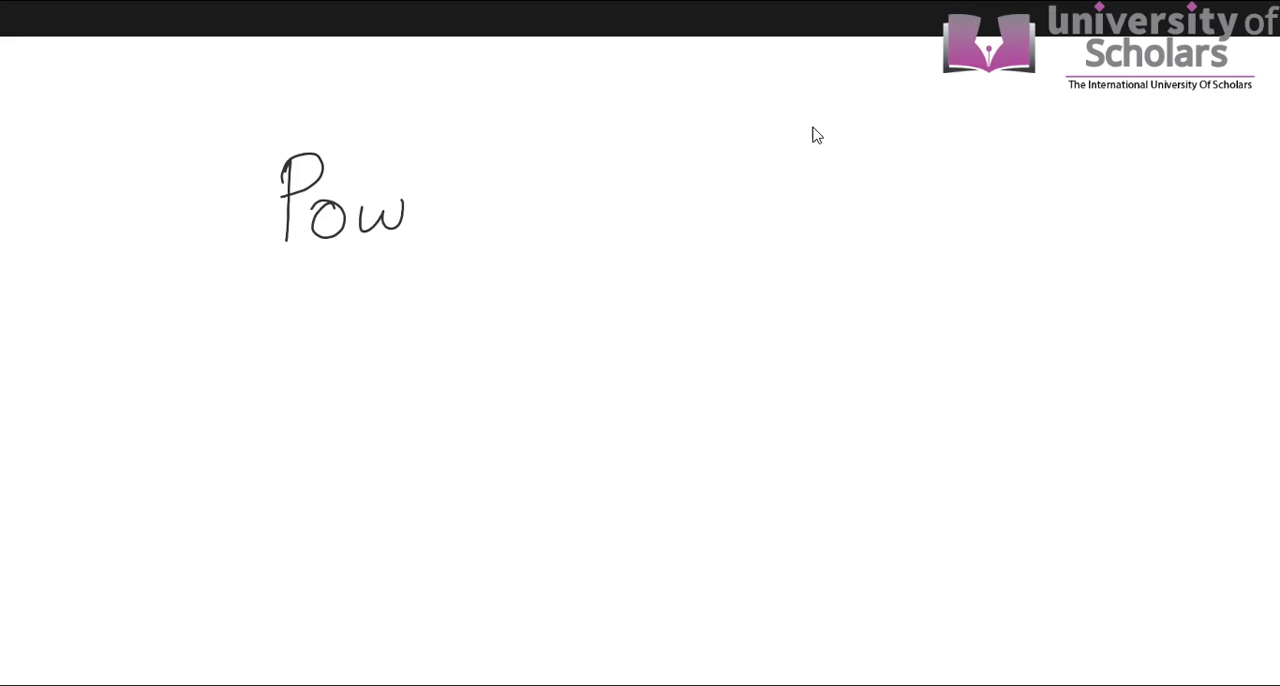 university of
Scholars
The International University Of Scholars
Pow